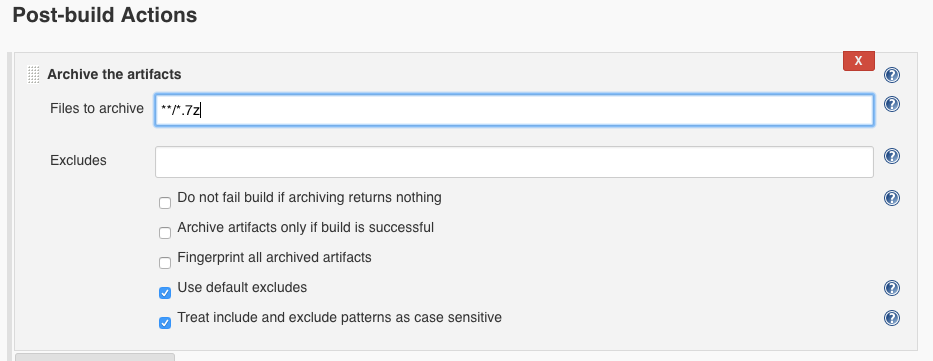 Post-build Actions
X
Archive the artifacts
?
Files to archive **/*.7z ?
Excludes ?
Do not fail build if archiving returns nothing ?
Archive artifacts only if build is successful
Fingerprint all archived artifacts
Use default excludes ?
Treat include and exclude patterns as case sensitive ?